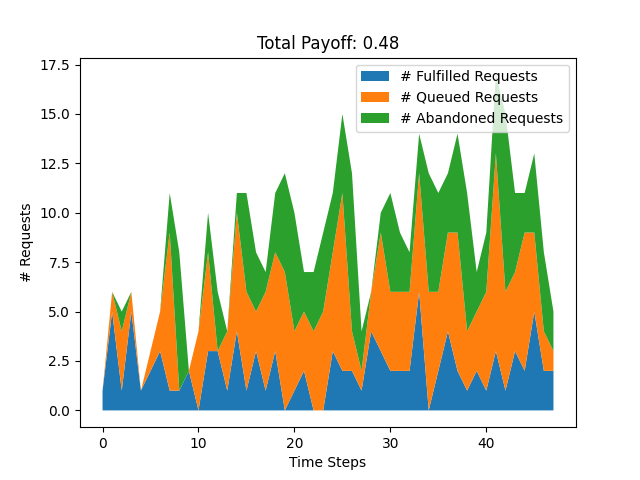 Total Payoff: 0.48
17.5
15.0
12.5
10.0
7.5
5.0
2.5
0.0
# Requests
# Fulfilled Requests
# Queued Requests
# Abandoned Requests
0
10
20
30
40
Time Steps